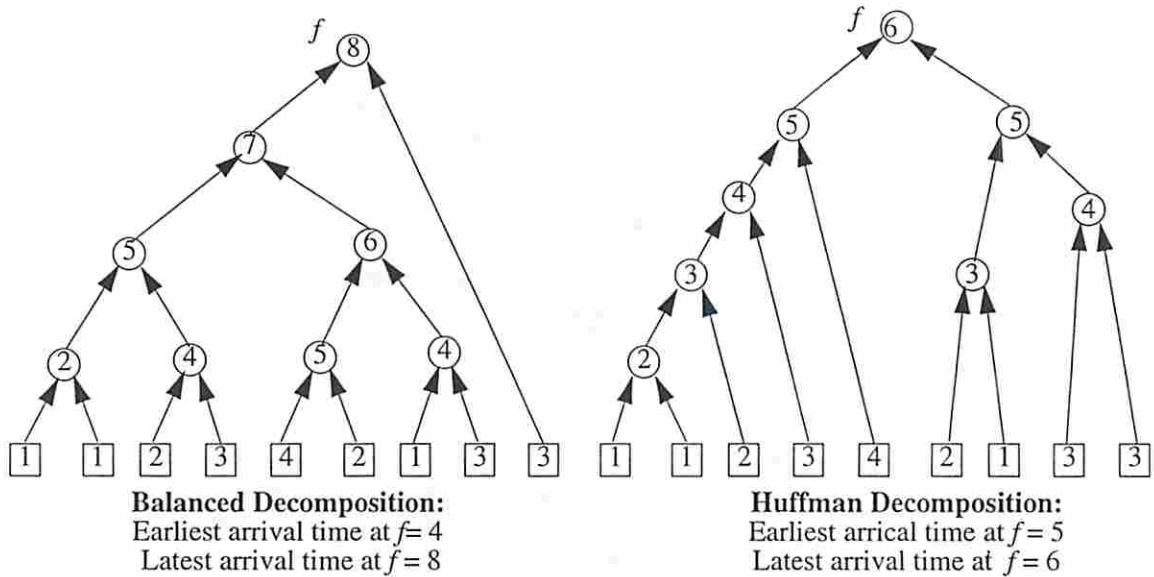 f 8
7
5 6
2 4 5 4
1 1 2 3 4 2 1 3 3
Balanced Decomposition:
Earliest arrival time at f= 4
Latest arrival time at f = 8
f 6
5 5
4 4
3 3
2
1 1 2 3 4 2 1 3 3
Huffman Decomposition:
Earliest arrical time at f = 5
Latest arrival time at f = 6